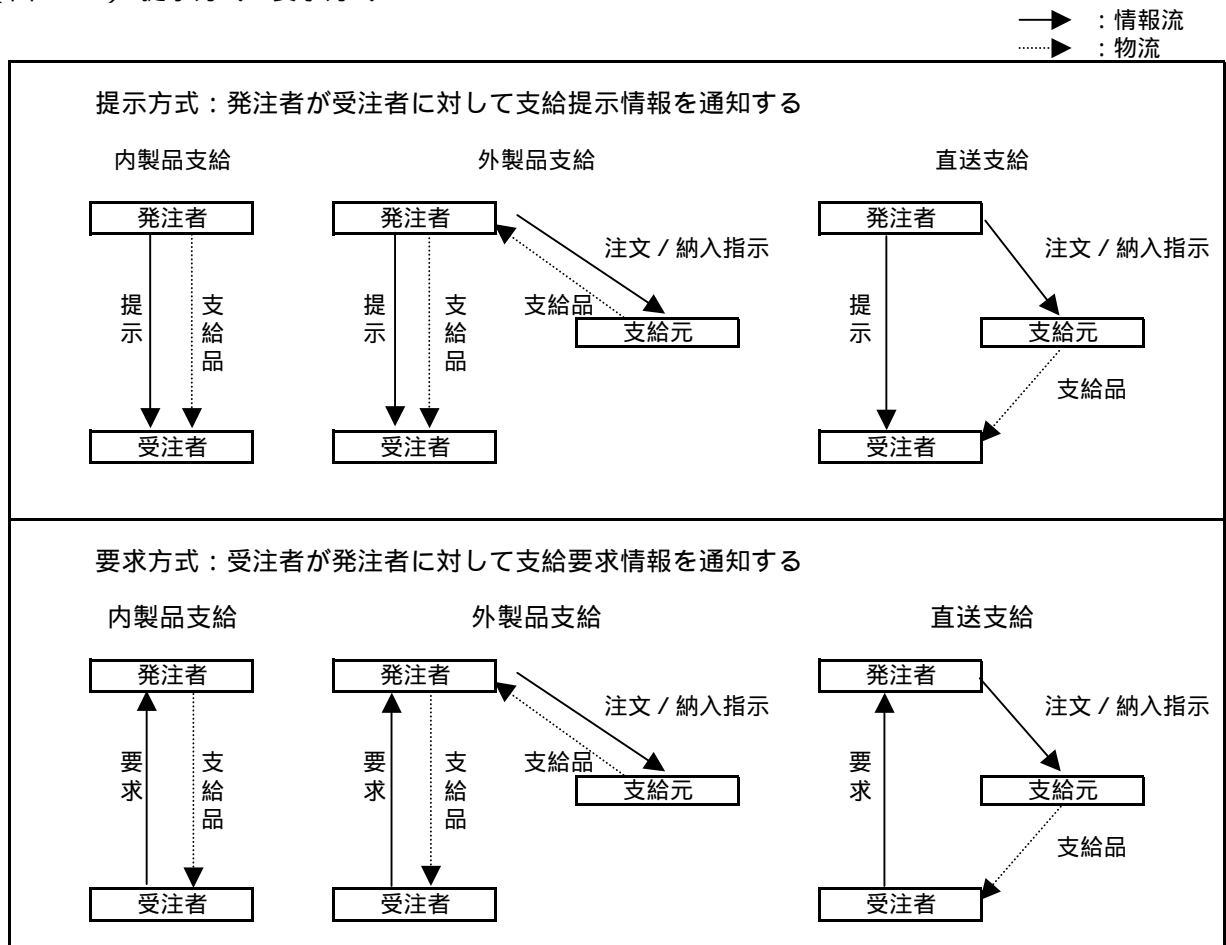 ：情報流
：物流
提示方式：発注者が受注者に対して支給提示情報を通知する
内製品支給
外製品支給
直送支給
発注者
発注者
発注者
注文 / 納入指示
注文 / 納入指示
提示
支給品
提示
支給品
支給品
提示
支給元
支給元
支給品
受注者
受注者
受注者
要求方式：受注者が発注者に対して支給要求情報を通知する
内製品支給
外製品支給
直送支給
発注者
発注者
発注者
注文 / 納入指示
注文 / 納入指示
要求
支給品
要求
支給品
支給品
要求
支給元
支給元
支給品
受注者
受注者
受注者